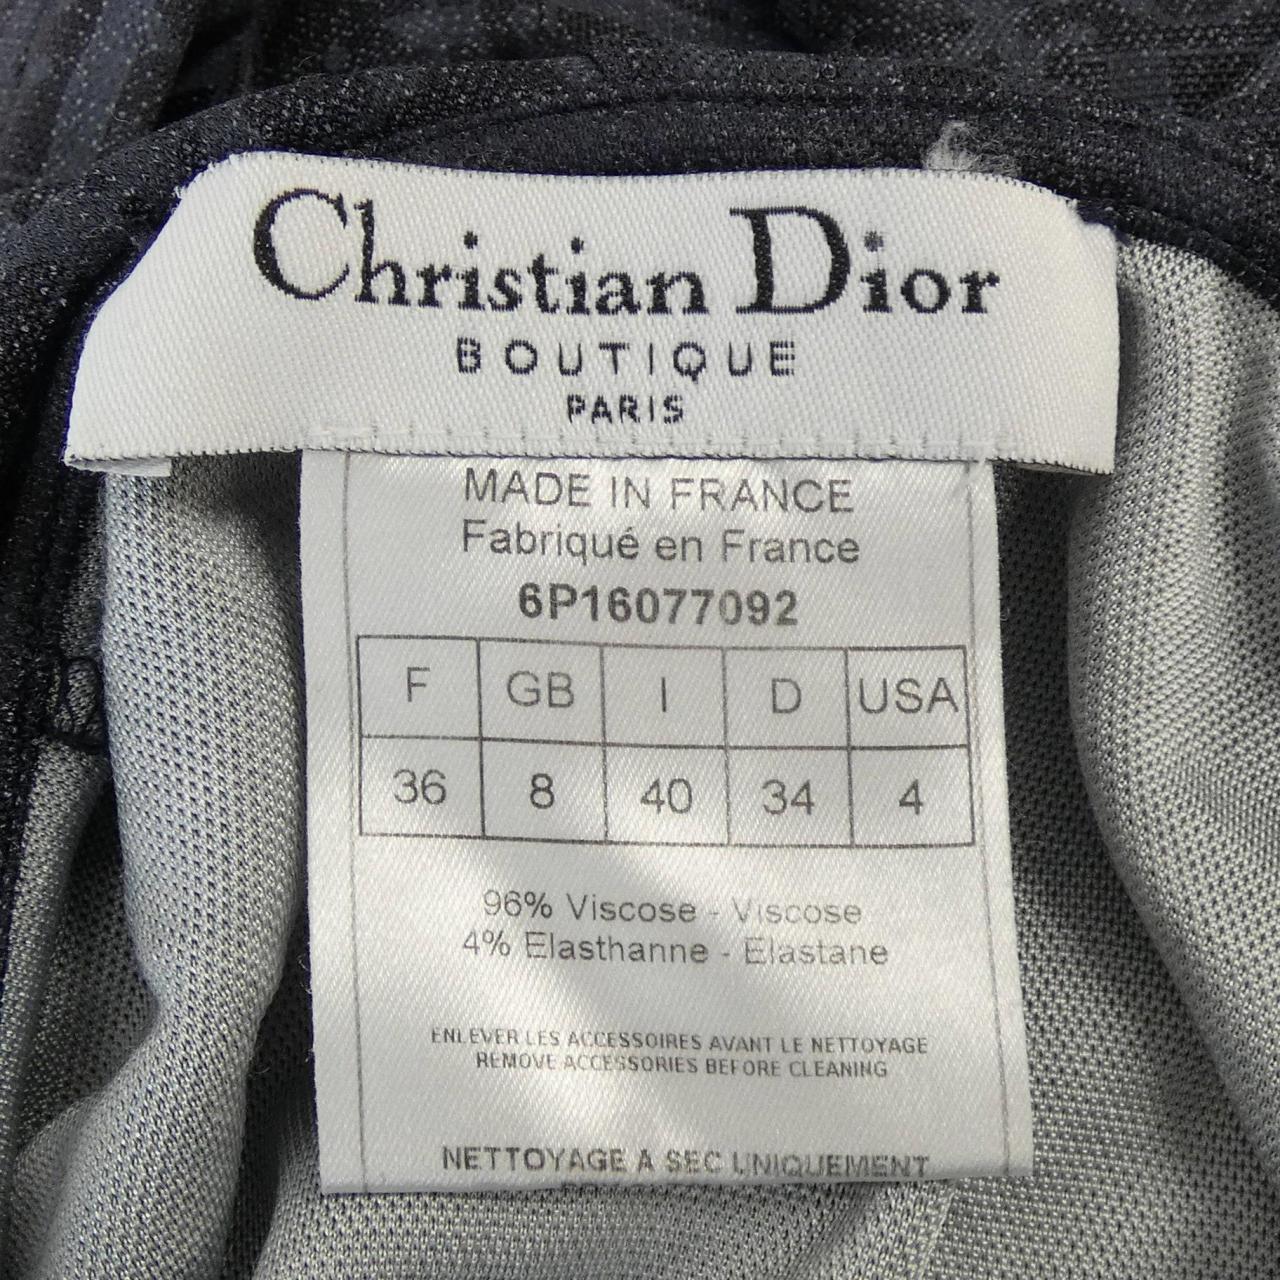 Christian Dior
BOUTIQUE
PARIS
MADE IN FRANCE
Fabriqué en France
6P16077092
F GB I D USA
36 8 40 34 4
96% Viscose - Viscose
4% Elasthanne - Elastane
ENLEVER LES ACCESSOIRES AVANT LE NETTOYAGE
REMOVE ACCESSORIES BEFORE CLEANING
NETTOYAGE A SEC UNIQUEMENT